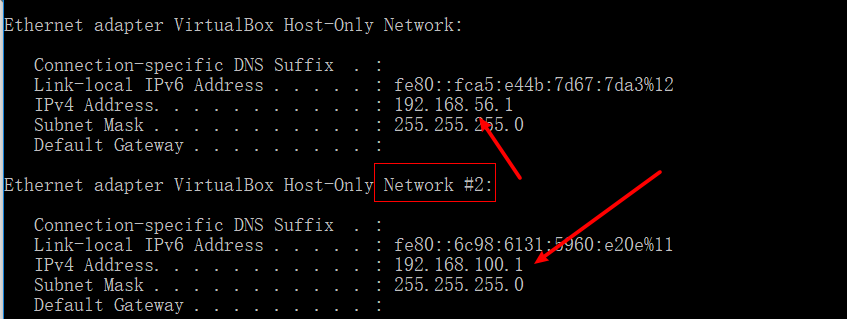 Ethernet adapter VirtualBox Host-Only Network:
Connection-specific DNS Suffix . :
Link-local IPv6 Address . . . . . : fe80::fca5:e44b:7d67:7da3%12
IPv4 Address. . . . . . . . . . . : 192.168.56.1
Subnet Mask . . . . . . . . . . . : 255.255.255.0
Default Gateway . . . . . . . . . :
Ethernet adapter VirtualBox Host-Only Network #2:
Connection-specific DNS Suffix . :
Link-local IPv6 Address . . . . . : fe80::6c98:6131:5960:e20e%11
IPv4 Address. . . . . . . . . . . : 192.168.100.1
Subnet Mask . . . . . . . . . . . : 255.255.255.0
Default Gateway . . . . . . . . . :